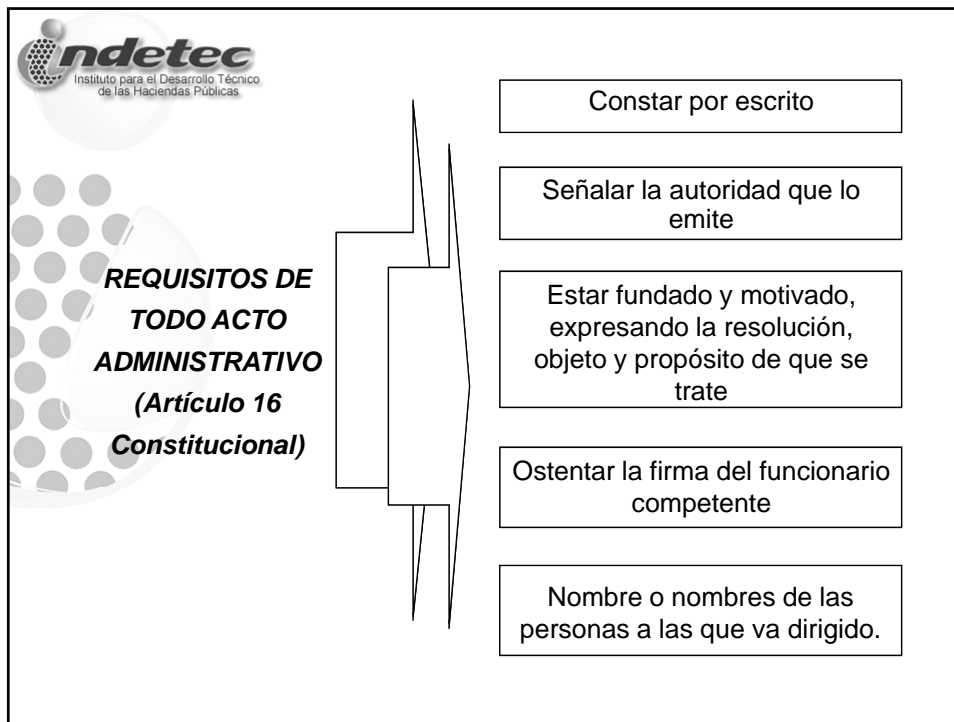 indetec
Instituto para el Desarrollo Técnico
de las Haciendas Públicas
REQUISITOS DE
TODO ACTO
ADMINISTRATIVO
(Artículo 16
Constitucional)
Constar por escrito
Señalar la autoridad que lo
emite
Estar fundado y motivado,
expresando la resolución,
objeto y propósito de que se
trate
Ostentar la firma del funcionario
competente
Nombre o nombres de las
personas a las que va dirigido.